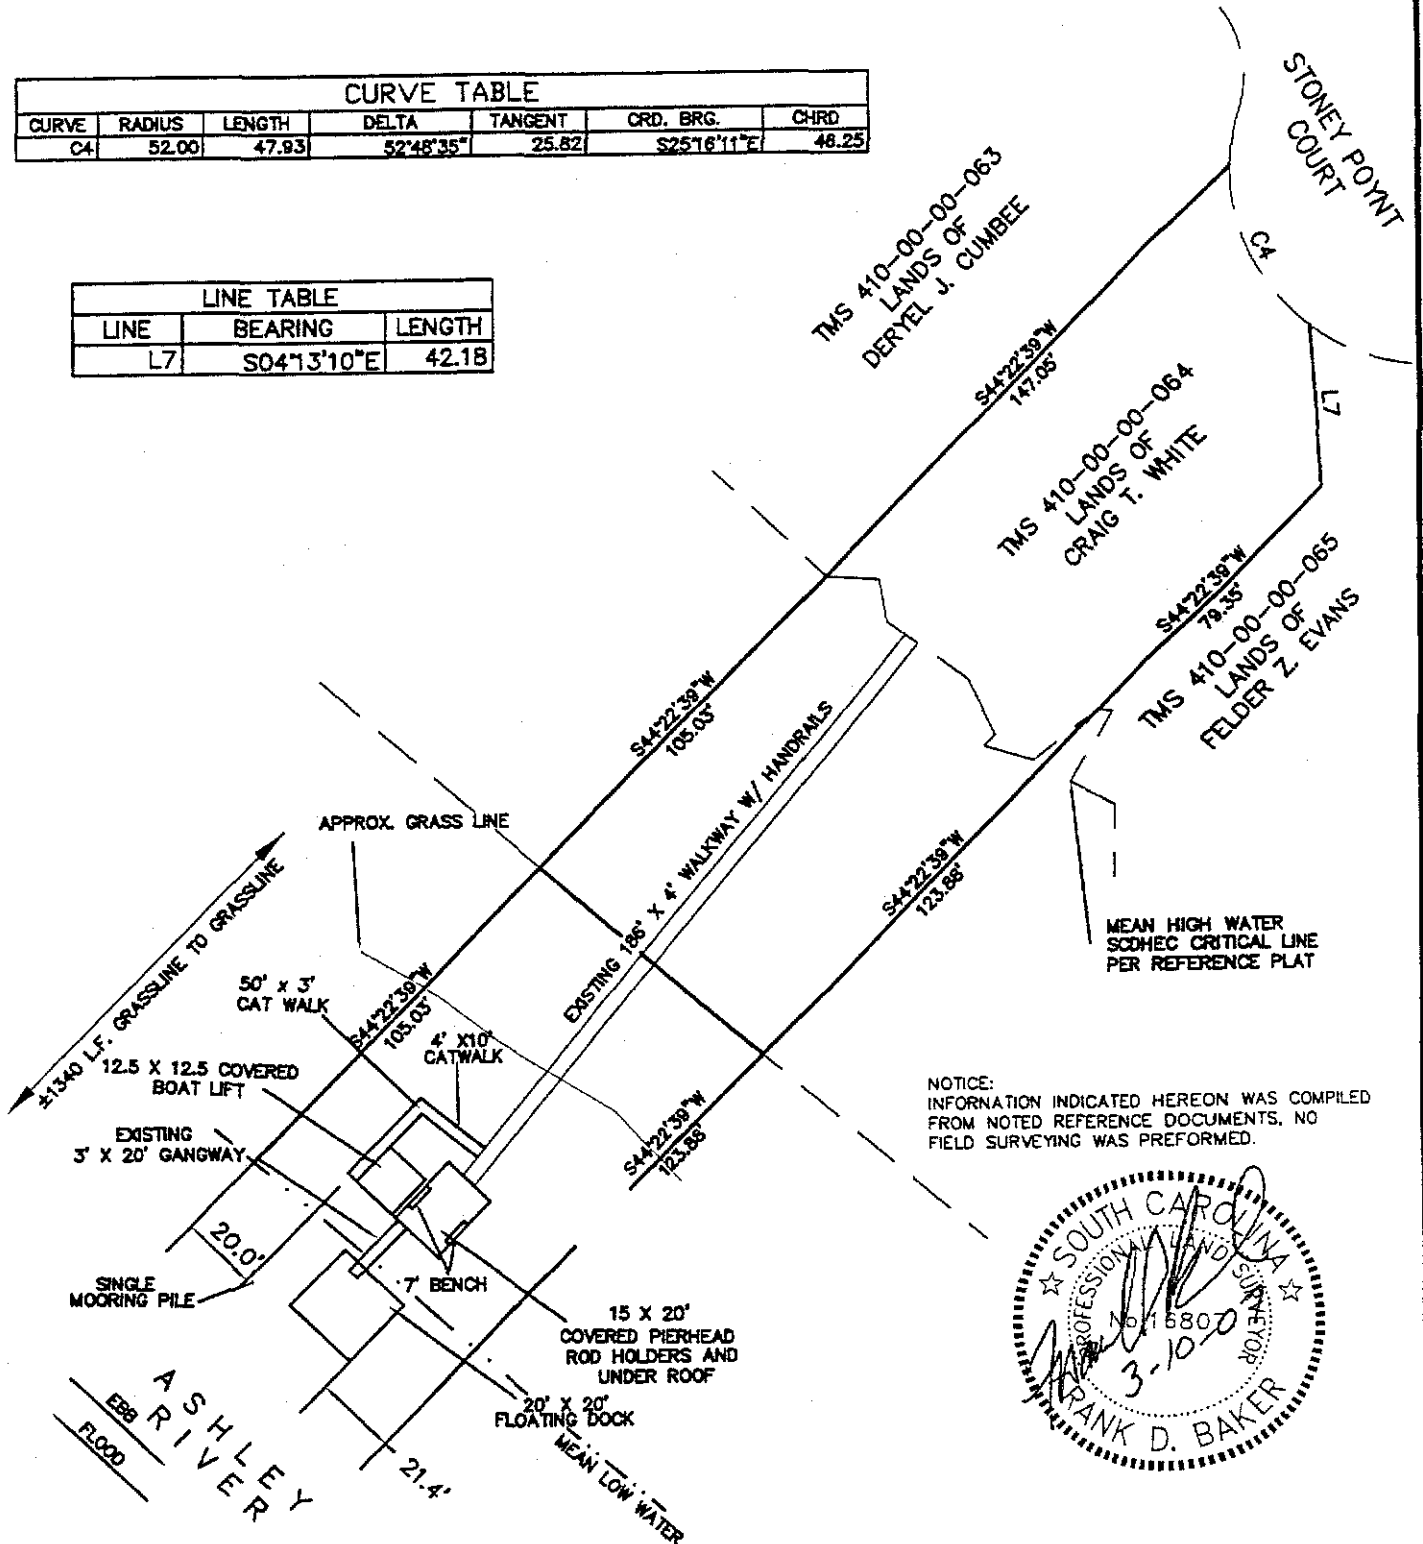 CURVE TABLE
CURVE RADIUS LENGTH DELTA TANGENT CRD. BRG. CHRD
C4 52.00 47.93 52°48'35" 25.82 S25°16'11"E 46.25
LINE TABLE
LINE BEARING LENGTH
L7 S04°13'10"E 42.18
STONEY POYNT
COURT
C4
L7
TMS 410-00-00-063
LANDS OF
DERYEL J. CUMBEE
S44°22'39"W
147.05'
TMS 410-00-00-064
LANDS OF
CRAIG T. WHITE
S44°22'39"W
79.35'
TMS 410-00-00-065
LANDS OF
FELDER Z. EVANS
S44°22'39"W
105.03'
EXISTING 186' X 4' WALKWAY W/ HANDRAILS
S44°22'39"W
123.88'
MEAN HIGH WATER
SCDHEC CRITICAL LINE
PER REFERENCE PLAT
APPROX. GRASS LINE
±1340 L.F. GRASSLINE TO GRASSLINE
S44°22'39"W
105.03'
50' x 3'
CAT WALK
4' X10'
CATWALK
12.5 X 12.5 COVERED
BOAT LIFT
EXISTING
3' X 20' GANGWAY
S44°22'39"W
123.88'
20.0'
SINGLE
MOORING PILE
7' BENCH
15 X 20'
COVERED PIERHEAD
ROD HOLDERS AND
UNDER ROOF
20' X 20'
FLOATING DOCK
MEAN LOW WATER
21.4'
ASHLEY
RIVER
EBB
FLOOD
NOTICE:
INFORNATION INDICATED HEREON WAS COMPILED
FROM NOTED REFERENCE DOCUMENTS, NO
FIELD SURVEYING WAS PREFORMED.
SOUTH CAROLINA
PROFESSIONAL LAND SURVEYOR
No.16807
3-10-0
FRANK D. BAKER